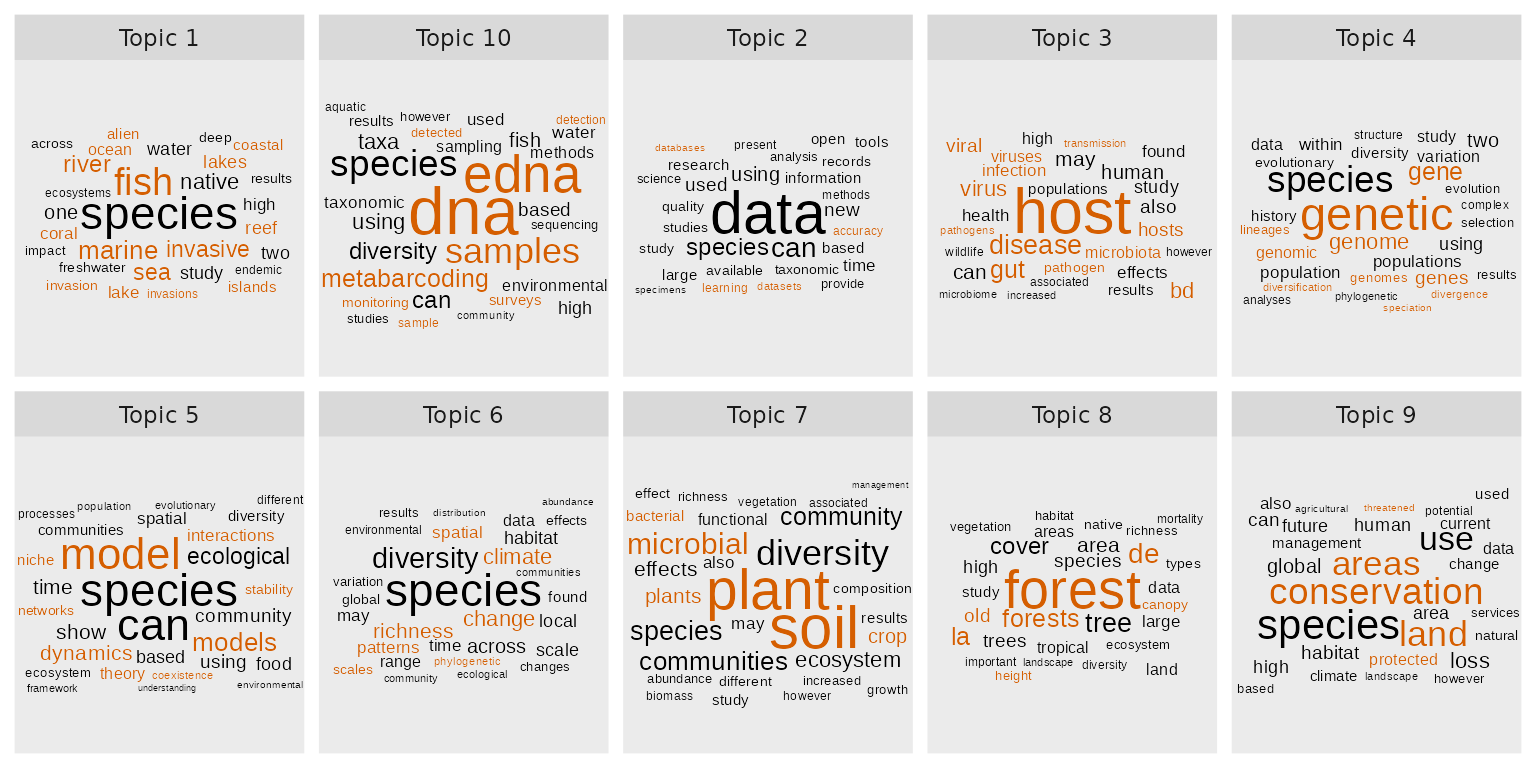 Topic 1
alien
across
deep
ocean
water
coastal
river
lakes
fish
native
results
ecosystems
one
species
high
coral
reef
impact
marine
invasive
two
freshwater
sea
study
endemic
invasion
lake
invasions
islands
Topic 10
aquatic
results
however
used
detection
detected
water
taxa
sampling
fish
methods
species
edna
taxonomic
dna
based
using
sequencing
diversity
samples
metabarcoding
environmental
monitoring
can
surveys
high
studies
sample
community
Topic 2
databases
present
open
tools
analysis
research
records
science
used
using
information
methods
quality
data
new
studies
accuracy
study
species
can
based
large
available
taxonomic
time
specimens
learning
datasets
provide
Topic 3
viral
high
transmission
viruses
may
found
infection
human
virus
populations
study
health
host
also
pathogens
hosts
wildlife
disease
microbiota
however
can
gut
pathogen
effects
associated
microbiome
increased
results
bd
Topic 4
data
within
structure
study
two
evolutionary
diversity
variation
species
gene
evolution
history
genetic
complex
lineages
selection
genomic
genome
using
population
populations
genomes
genes
results
diversification
analyses
phylogenetic
divergence
speciation
Topic 5
processes
population
evolutionary
different
communities
spatial
diversity
interactions
niche
model
ecological
time
species
stability
networks
can
community
show
models
dynamics
based
using
food
ecosystem
theory
coexistence
framework
understanding
environmental
Topic 6
abundance
results
distribution
data
effects
environmental
spatial
habitat
diversity
climate
communities
variation
species
found
global
may
richness
change
local
patterns
time
across
scale
scales
range
phylogenetic
changes
community
ecological
Topic 7
management
effect
richness
vegetation
associated
bacterial
functional
community
microbial
diversity
effects
also
plants
plant
composition
species
may
soil
results
crop
communities
ecosystem
abundance
different
increased
biomass
study
however
growth
Topic 8
vegetation
habitat
native
mortality
areas
richness
cover
area
de
high
species
types
study
forest
data
canopy
old
forests
tree
large
la
trees
tropical
ecosystem
important
landscape
diversity
land
height
Topic 9
used
also
agricultural
threatened
potential
can
future
human
current
management
use
data
global
areas
change
conservation
species
area
services
land
natural
habitat
protected
loss
high
climate
landscape
however
based